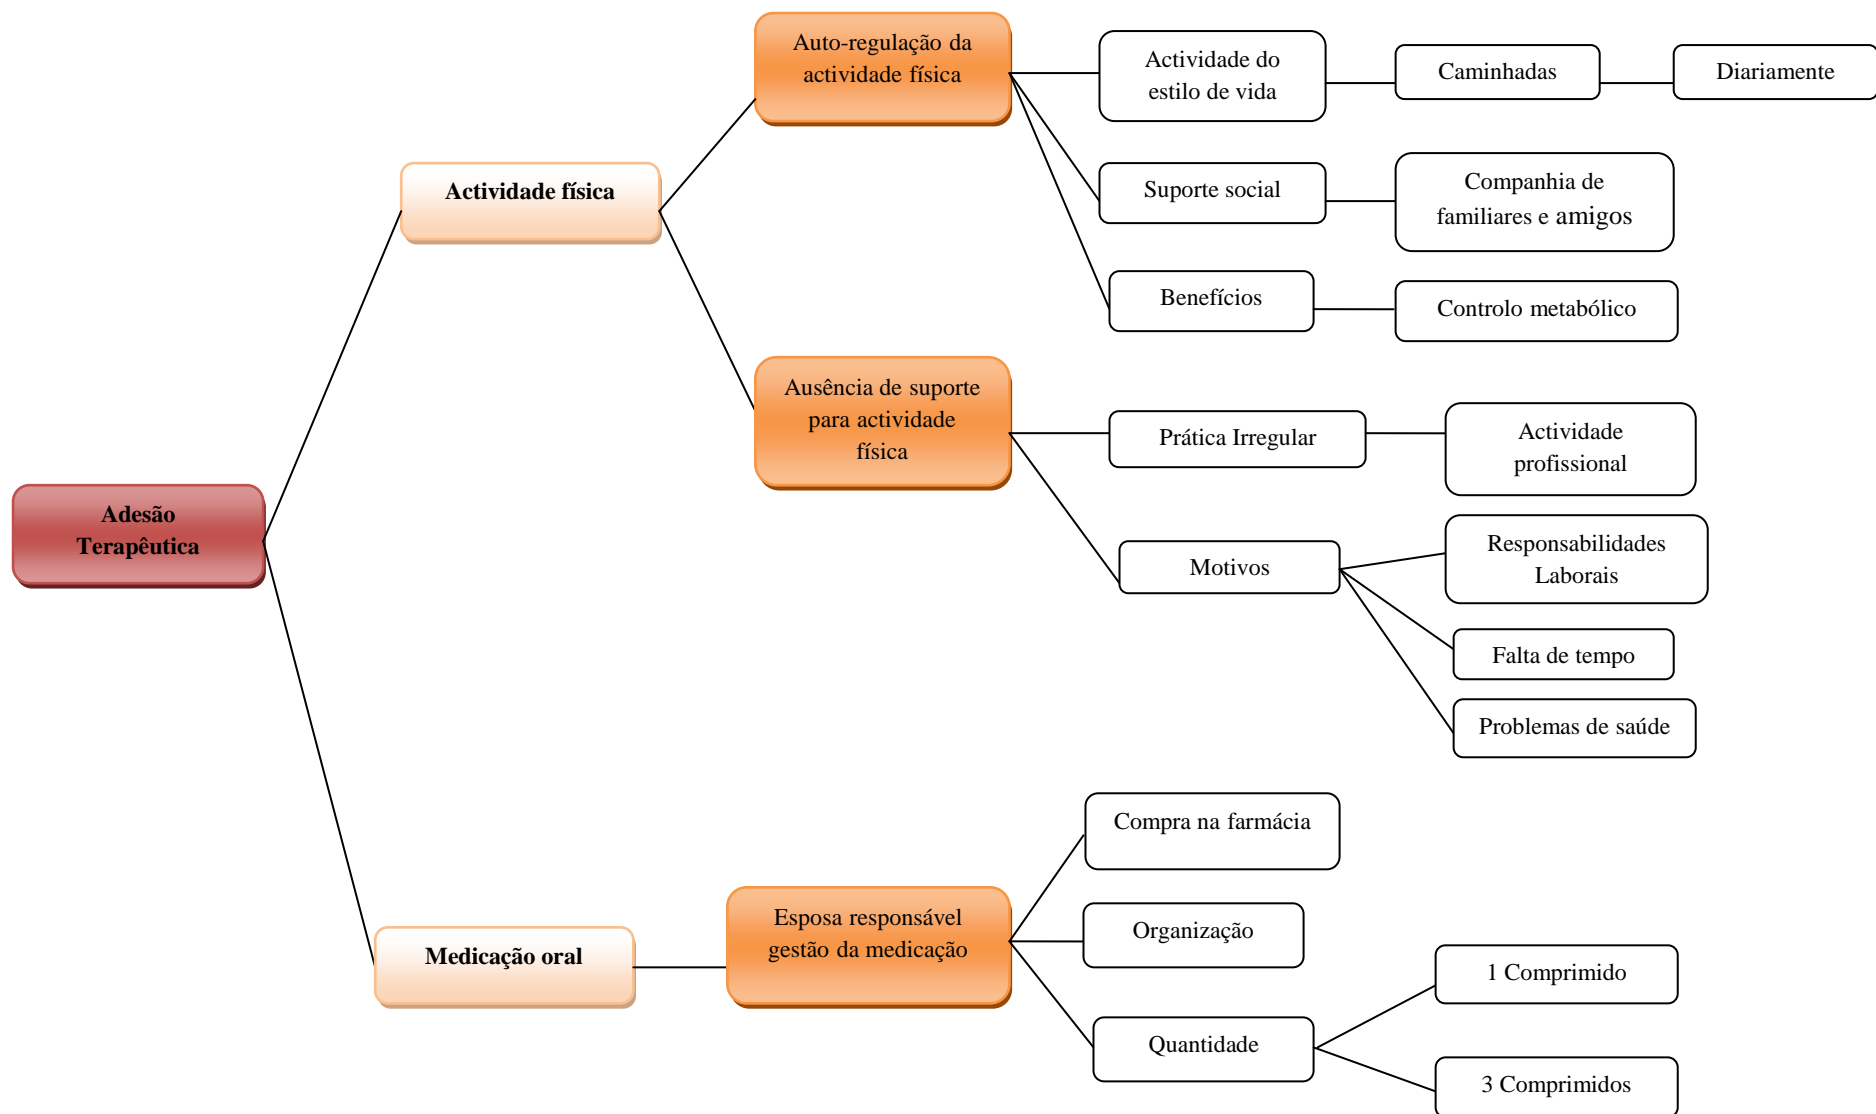 Auto-regulação da
actividade física
Actividade do
estilo de vida
Caminhadas
Diariamente
Actividade física
Suporte social
Companhia de
familiares e amigos
Benefícios
Controlo metabólico
Ausência de suporte
para actividade
física
Prática Irregular
Actividade
profissional
Adesão
Terapêutica
Motivos
Responsabilidades
Laborais
Falta de tempo
Problemas de saúde
Compra na farmácia
Medicação oral
Esposa responsável
gestão da medicação
Organização
1 Comprimido
Quantidade
3 Comprimidos